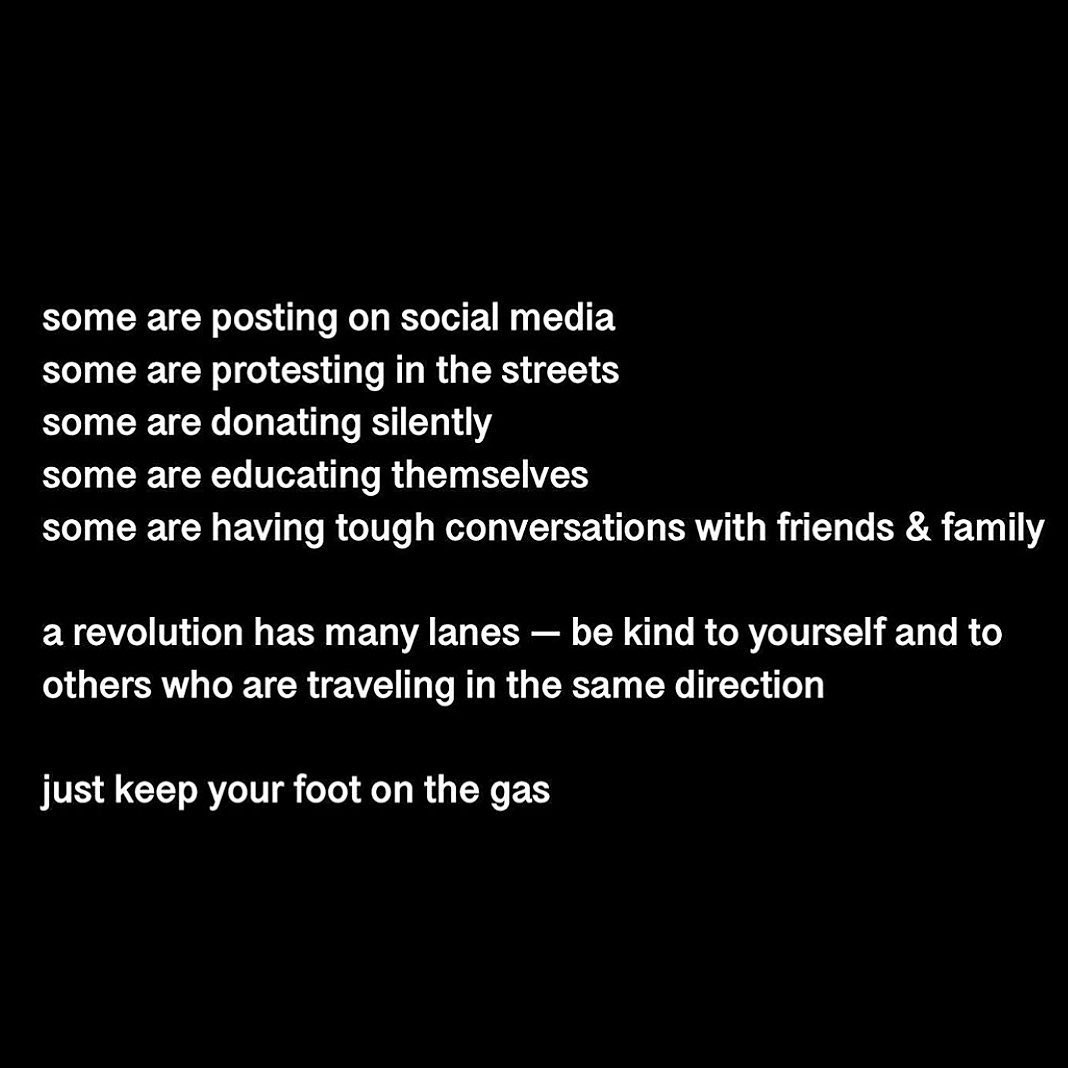 some are posting on social media
some are protesting in the streets
some are donating silently
some are educating themselves
some are having tough conversations with friends & family
a revolution has many lanes — be kind to yourself and to
others who are traveling in the same direction
just keep your foot on the gas